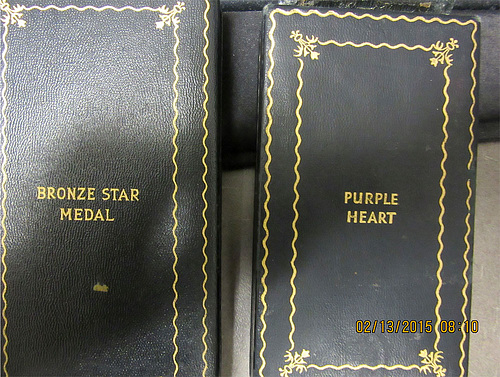 BRONZE STAR
MEDAL
PURPLE
HEART
02/13/2015 08:10